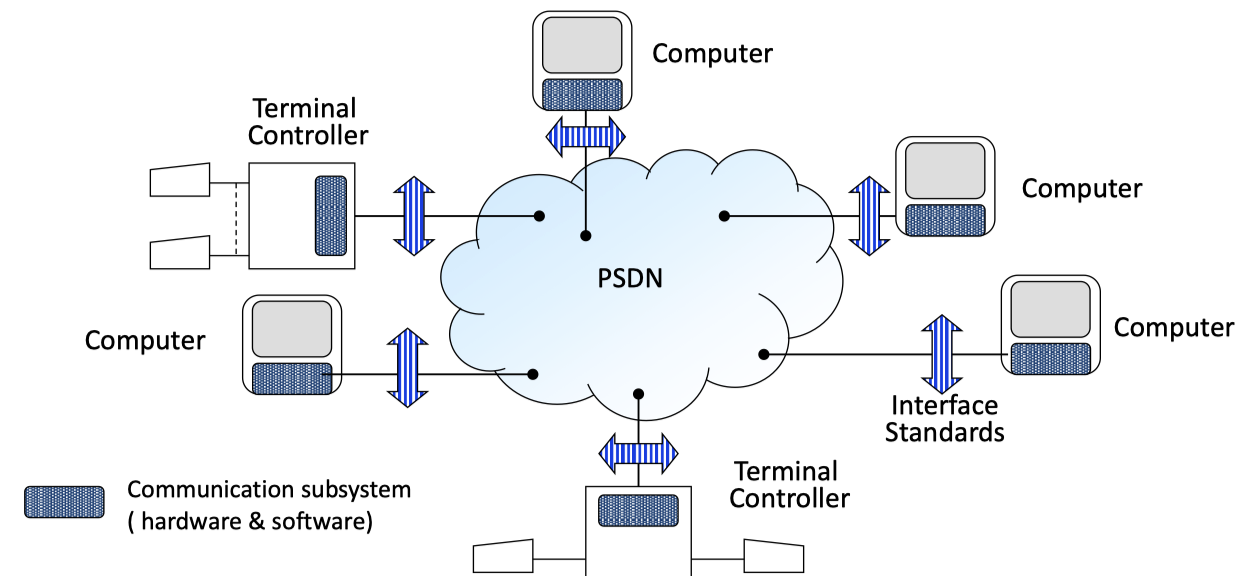 Computer
Terminal
Controller
Computer
PSDN
Computer
Computer
Interface
Standards
Terminal
Controller
Communication subsystem
( hardware & software)